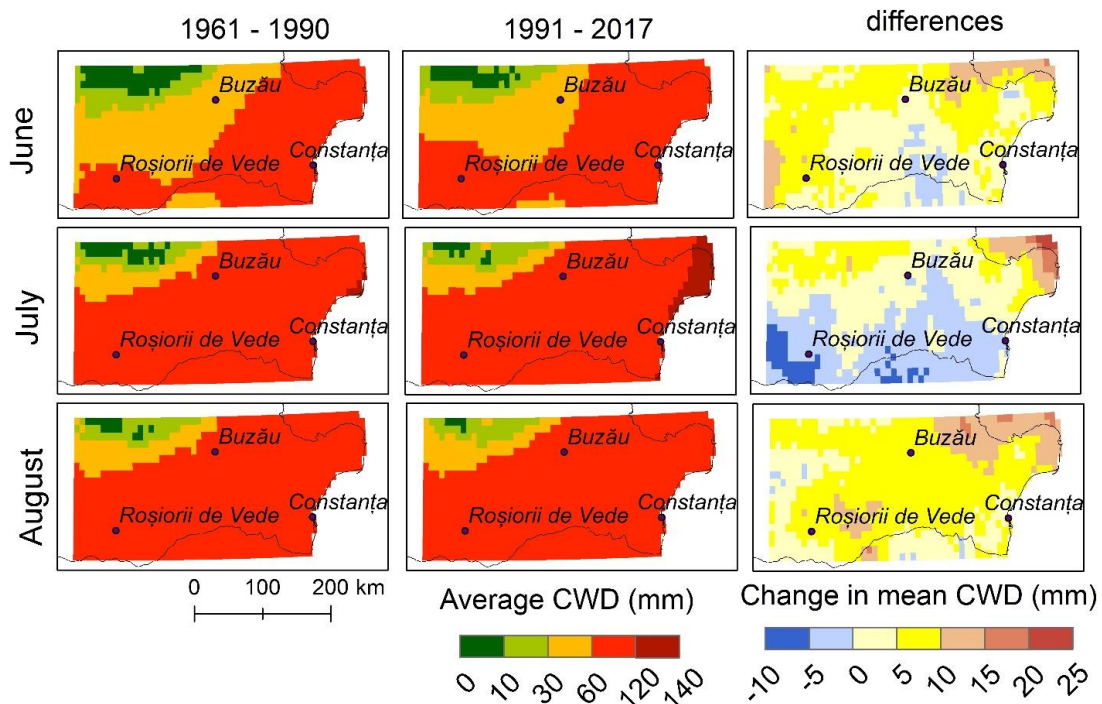 1961 - 1990
1991 - 2017
differences
June
Buzău
Roșiorii de Vede
Constanța
Buzău
Roșiorii de Vede
Constanța
Buzău
Roșiorii de Vede
Constanța
July
Buzău
Roșiorii de Vede
Constanța
Buzău
Roșiorii de Vede
Constanța
Buzău
Roșiorii de Vede
Constanța
August
Buzău
Roșiorii de Vede
Constanța
Buzău
Roșiorii de Vede
Constanța
Buzău
Roșiorii de Vede
Constanța
0 100 200 km
Average CWD (mm)
0 10 30 60 120 140
Change in mean CWD (mm)
-10 -5 0 5 10 15 20 25